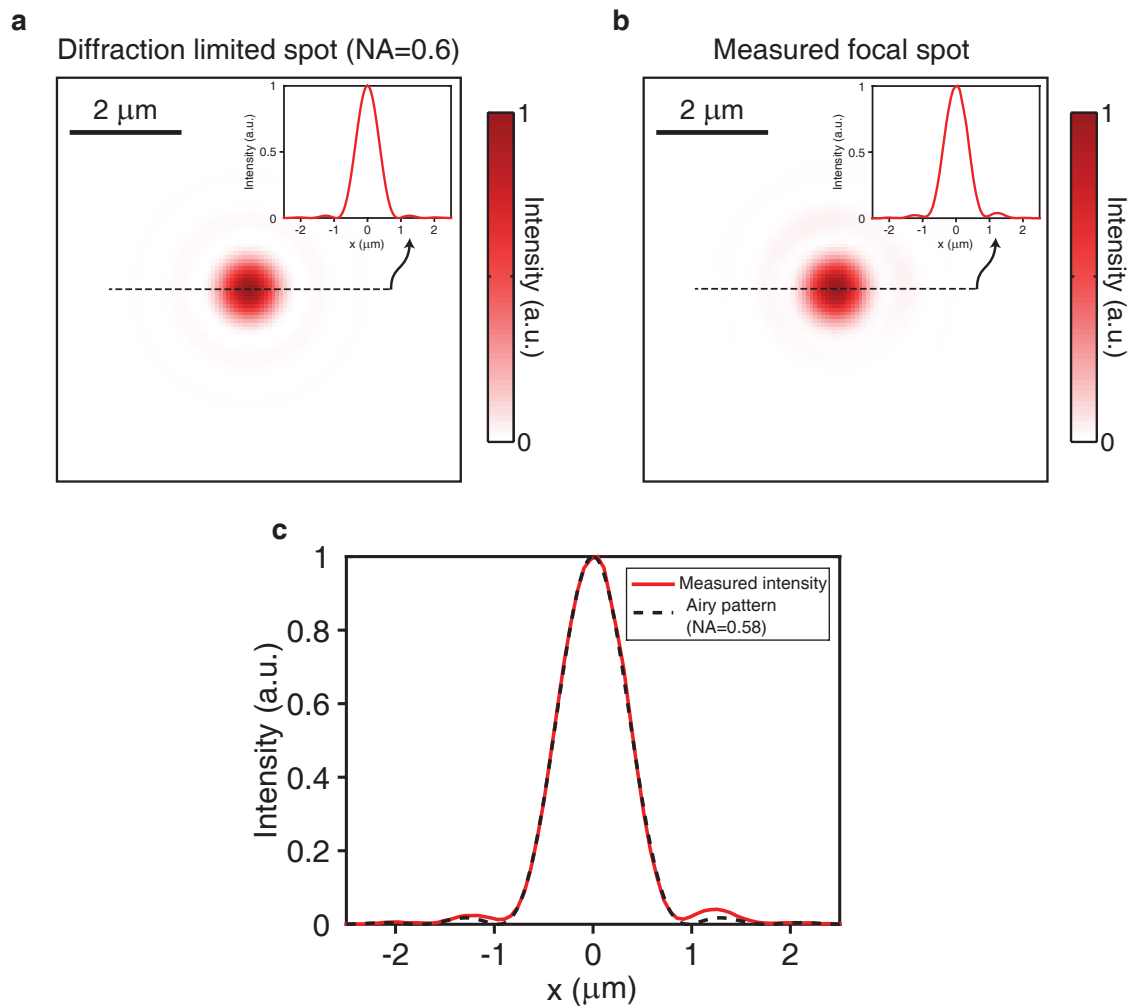 a
Diffraction limited spot (NA=0.6)
2 μm
1
0.5
0
Intensity (a.u.)
-2 -1 0 1 2
x (μm)
1
Intensity (a.u.)
0
b
Measured focal spot
2 μm
1
0.5
0
Intensity (a.u.)
-2 -1 0 1 2
x (μm)
1
Intensity (a.u.)
0
c
1
0.8
0.6
0.4
0.2
0
Intensity (a.u.)
Measured intensity
Airy pattern
(NA=0.58)
-2 -1 0 1 2
x (μm)